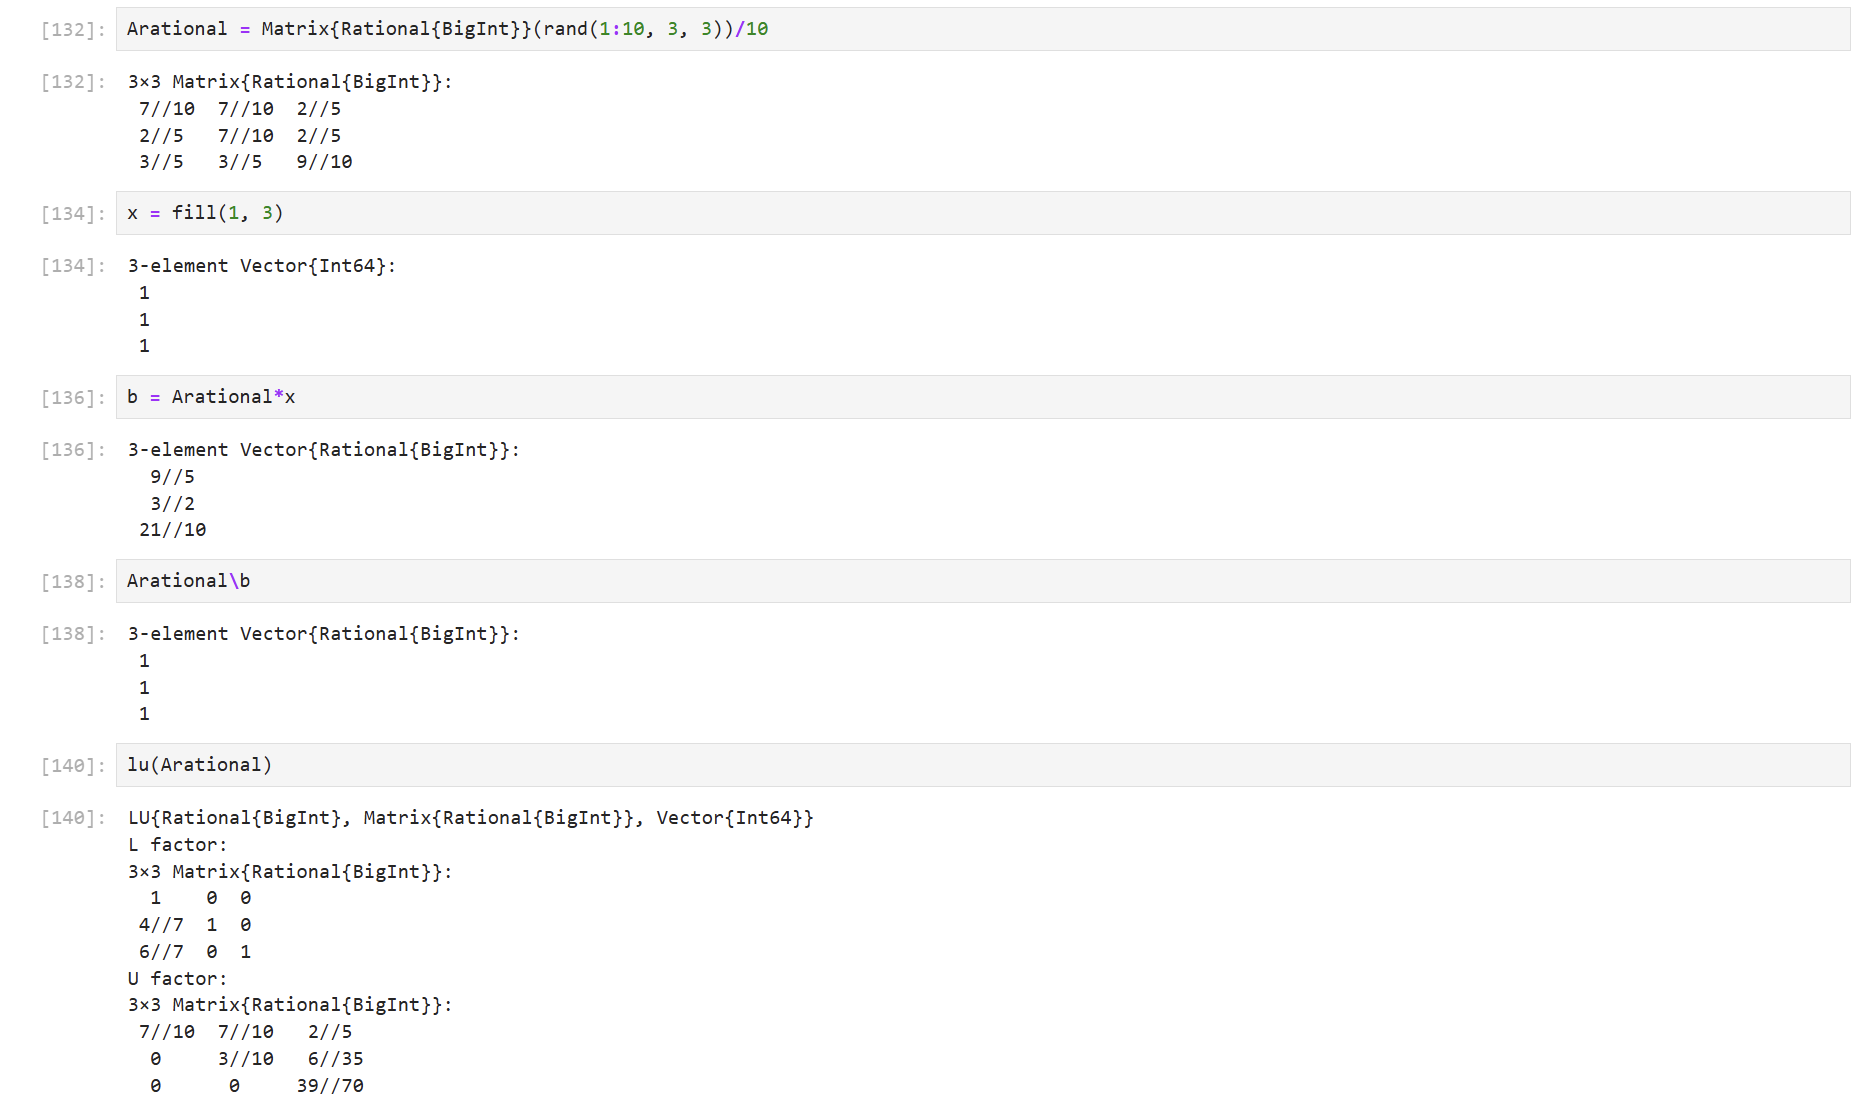 [132]: Arational = Matrix{Rational{BigInt}}(rand(1:10, 3, 3))/10
[132]: 3×3 Matrix{Rational{BigInt}}:
7//10 7//10 2//5
2//5 7//10 2//5
3//5 3//5 9//10
[134]: x = fill(1, 3)
[134]: 3-element Vector{Int64}:
1
1
1
[136]: b = Arational*x
[136]: 3-element Vector{Rational{BigInt}}:
9//5
3//2
21//10
[138]: Arational\b
[138]: 3-element Vector{Rational{BigInt}}:
1
1
1
[140]: lu(Arational)
[140]: LU{Rational{BigInt}, Matrix{Rational{BigInt}}, Vector{Int64}}
L factor:
3×3 Matrix{Rational{BigInt}}:
1 0 0
4//7 1 0
6//7 0 1
U factor:
3×3 Matrix{Rational{BigInt}}:
7//10 7//10 2//5
0 3//10 6//35
0 0 39//70